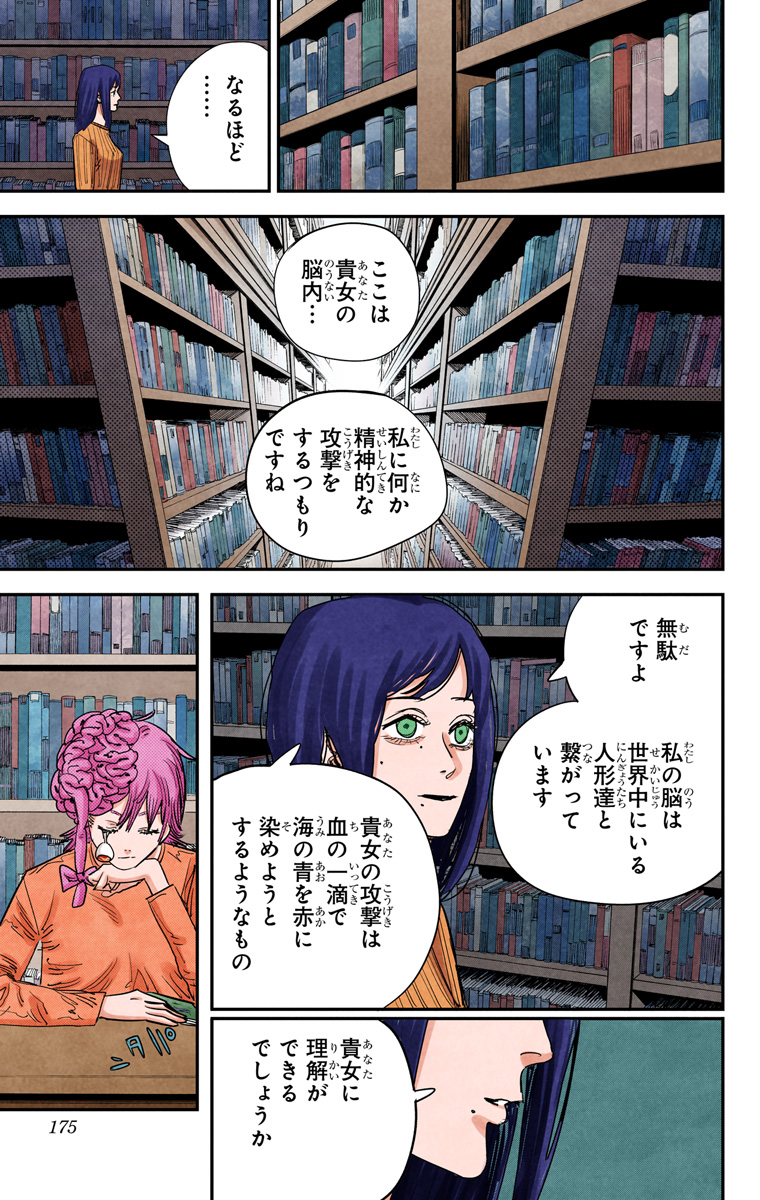 なるほど
……
ここは
貴女の
脳内…
私に何か
精神的な
攻撃を
するつもり
ですね
無駄
ですよ
私の脳は
世界中にいる
人形達と
繋がって
います
貴女の攻撃は
血の一滴で
海の青を赤に
染めようと
するようなもの
貴女に
理解が
できる
でしょうか
パタン
175